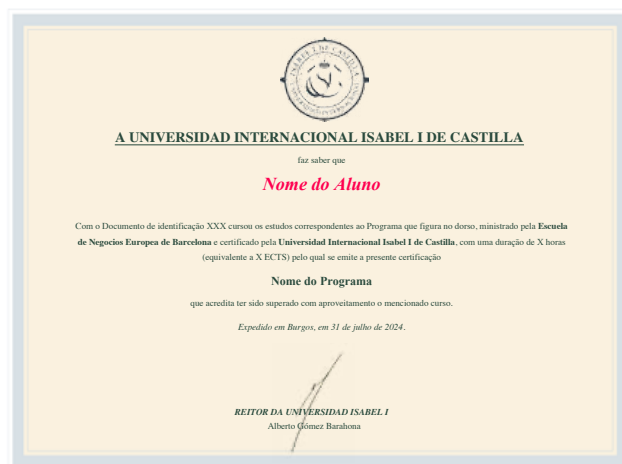 ISABEL I DE CASTILLA
A UNIVERSIDAD INTERNACIONAL ISABEL I DE CASTILLA
faz saber que
Nome do Aluno
Com o Documento de identificação XXX cursou os estudos correspondentes ao Programa que figura no dorso, ministrado pela Escuela
de Negocios Europea de Barcelona e certificado pela Universidad Internacional Isabel I de Castilla, com uma duração de X horas
(equivalente a X ECTS) pelo qual se emite a presente certificação
Nome do Programa
que acredita ter sido superado com aproveitamento o mencionado curso.
Expedido em Burgos, em 31 de julho de 2024.
REITOR DA UNIVERSIDAD ISABEL I
Alberto Gómez Barahona